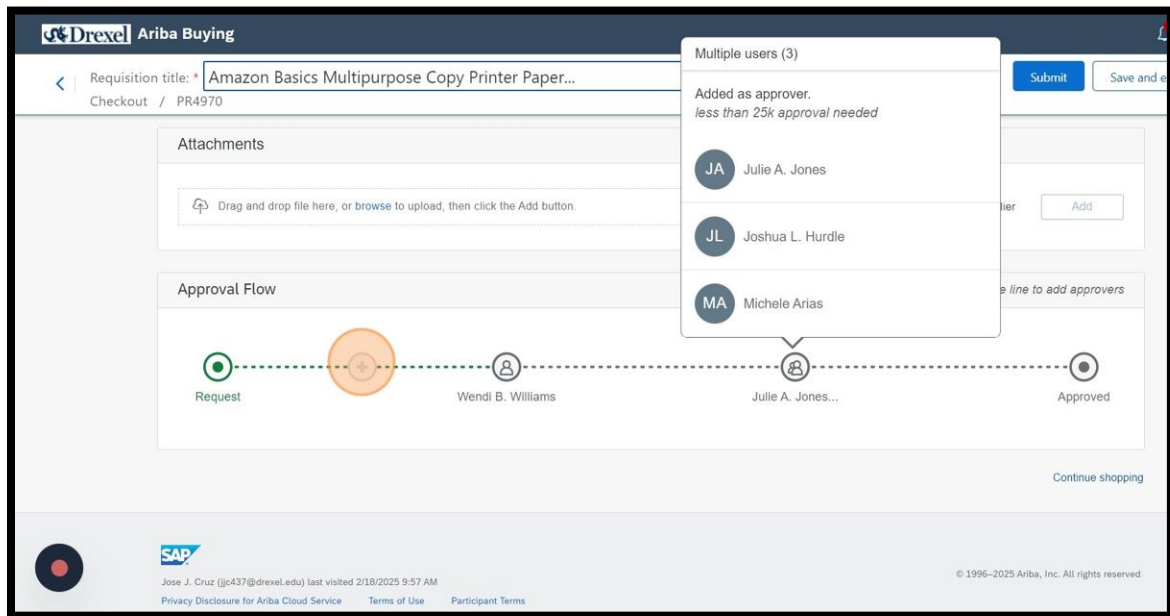 Drexel Ariba Buying
Requisition title: * Amazon Basics Multipurpose Copy Printer Paper...
Checkout / PR4970
Submit
Save and e
Multiple users (3)
Added as approver.
less than 25k approval needed
JA Julie A. Jones
JL Joshua L. Hurdle
MA Michele Arias
Attachments
Drag and drop file here, or browse to upload, then click the Add button.
lier
Add
Approval Flow
e line to add approvers
Request
Wendi B. Williams
Julie A. Jones...
Approved
Continue shopping
SAP
Jose J. Cruz (jjc437@drexel.edu) last visited 2/18/2025 9:57 AM
© 1996–2025 Ariba, Inc. All rights reserved
Privacy Disclosure for Ariba Cloud Service Terms of Use Participant Terms